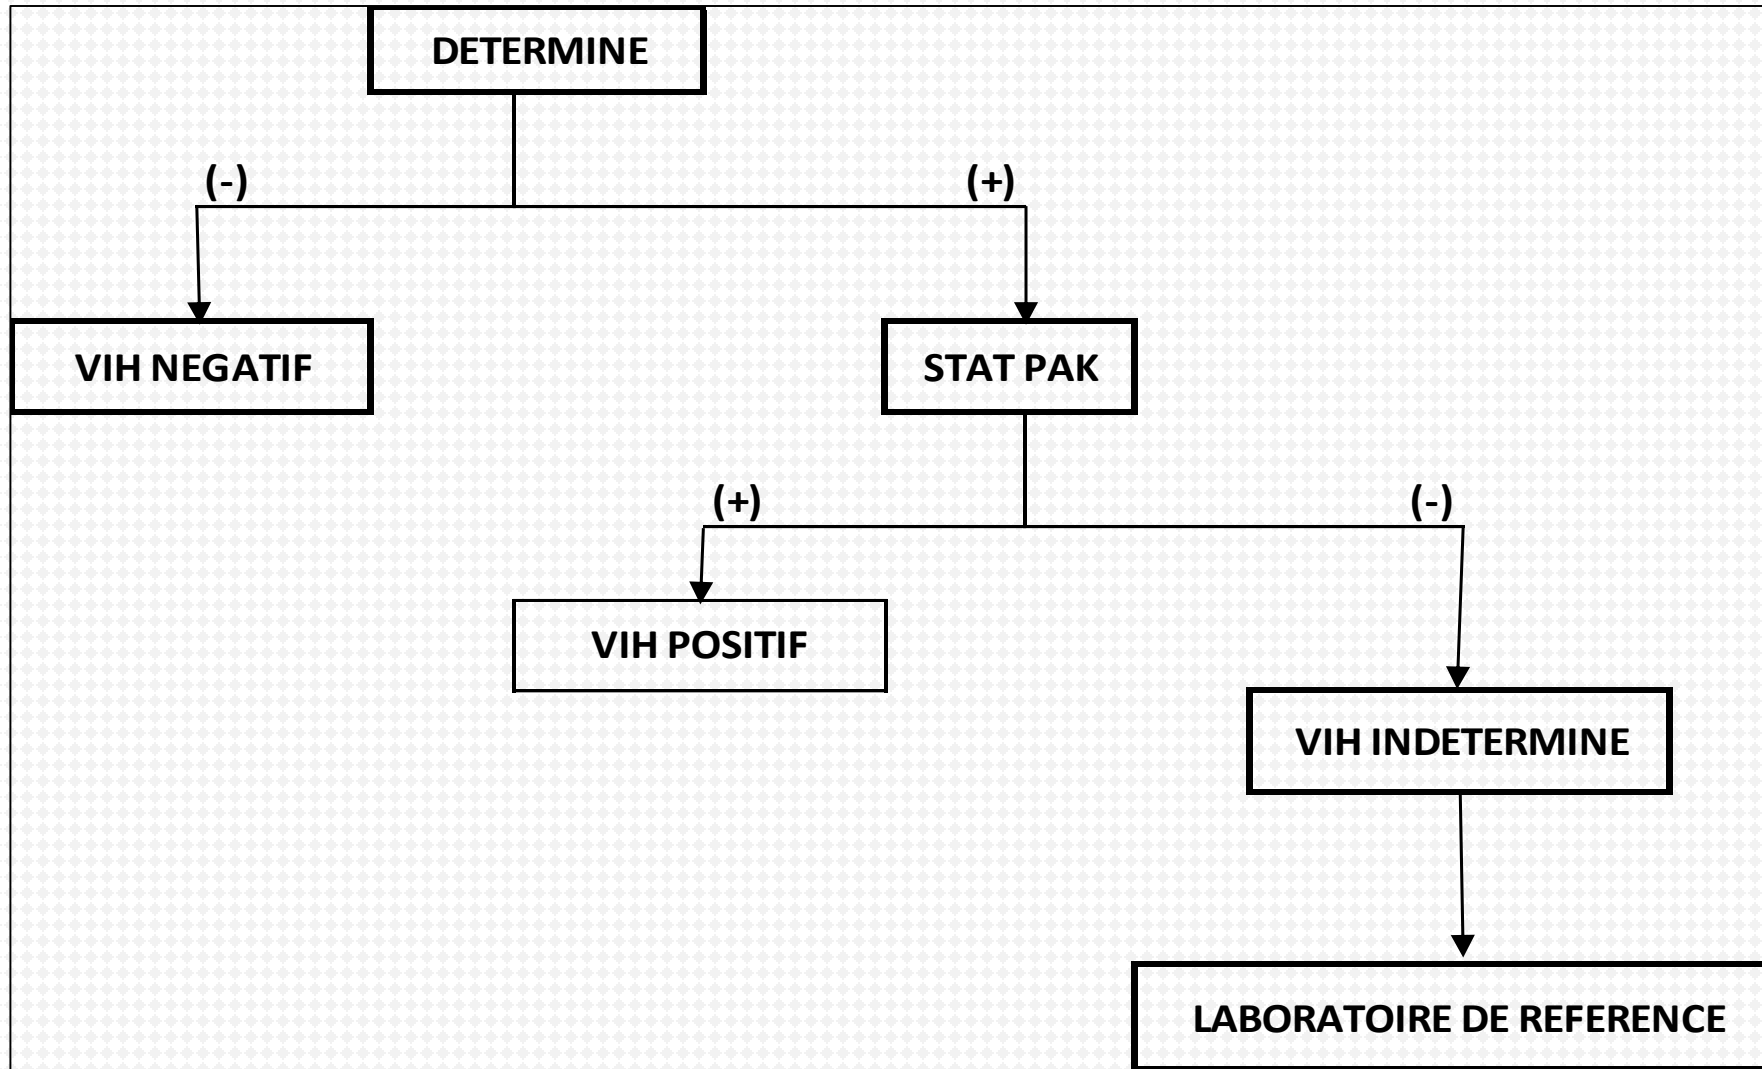 DETERMINE
(-)
(+)
VIH NEGATIF
STAT PAK
(+)
(-)
VIH POSITIF
VIH INDETERMINE
LABORATOIRE DE REFERENCE